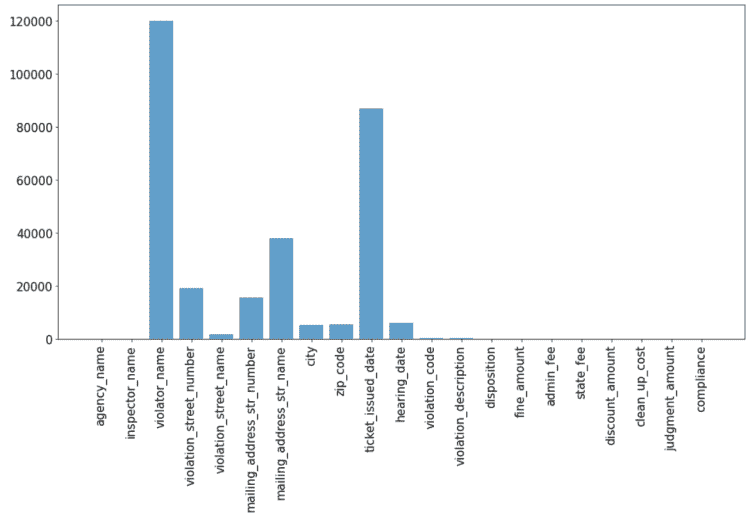 120000
100000
80000
60000
40000
20000
0
agency_name
inspector_name
violator_name
violation_street_number
violation_street_name
mailing_address_str_number
mailing_address_str_name
city
zip_code
ticket_issued_date
hearing_date
violation_code
violation_description
disposition
fine_amount
admin_fee
state_fee
discount_amount
clean_up_cost
judgment_amount
compliance